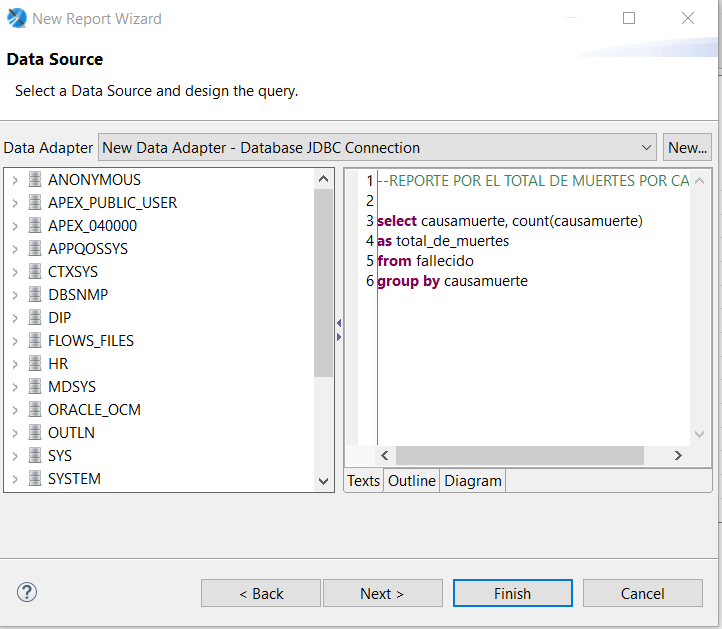 New Report Wizard
Data Source
Select a Data Source and design the query.
Data Adapter New Data Adapter - Database JDBC Connection New...
ANONYMOUS
APEX_PUBLIC_USER
APEX_040000
APPQOSSYS
CTXSYS
DBSNMP
DIP
FLOWS_FILES
HR
MDSYS
ORACLE_OCM
OUTLN
SYS
SYSTEM
1 --REPORTE POR EL TOTAL DE MUERTES POR CA
2
3 select causamuerte, count(causamuerte)
4 as total_de_muertes
5 from fallecido
6 group by causamuerte
Texts Outline Diagram
? < Back Next > Finish Cancel